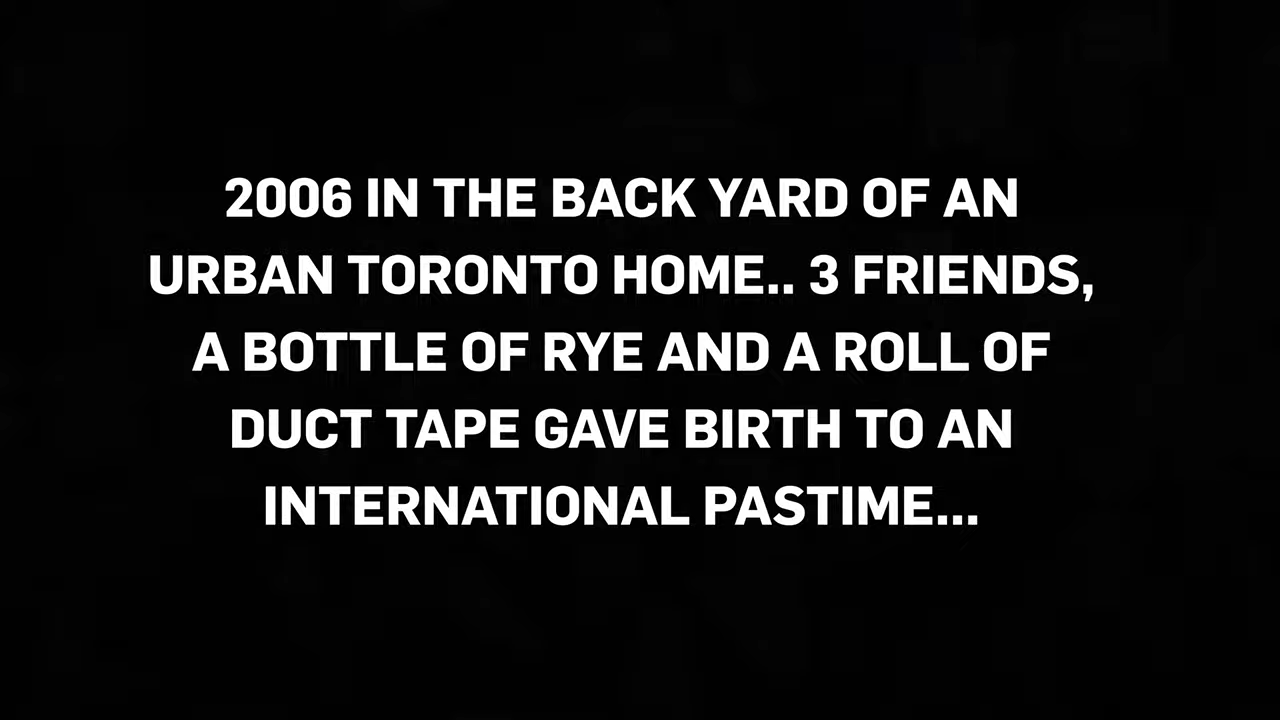 2006 IN THE BACK YARD OF AN
URBAN TORONTO HOME.. 3 FRIENDS,
A BOTTLE OF RYE AND A ROLL OF
DUCT TAPE GAVE BIRTH TO AN
INTERNATIONAL PASTIME...